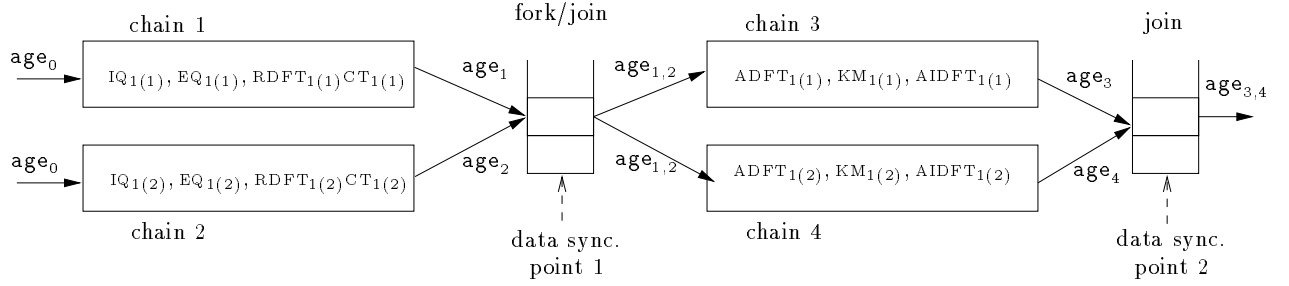 fork/join
chain 1
chain 3
join
age0
IQ1(1), EQ1(1), RDFT1(1)CT1(1)
age1
age1,2
ADFT1(1), KM1(1), AIDFT1(1)
age3
age3,4
age0
IQ1(2), EQ1(2), RDFT1(2)CT1(2)
age2
age1,2
ADFT1(2), KM1(2), AIDFT1(2)
age4
chain 2
chain 4
data sync.
point 1
data sync.
point 2